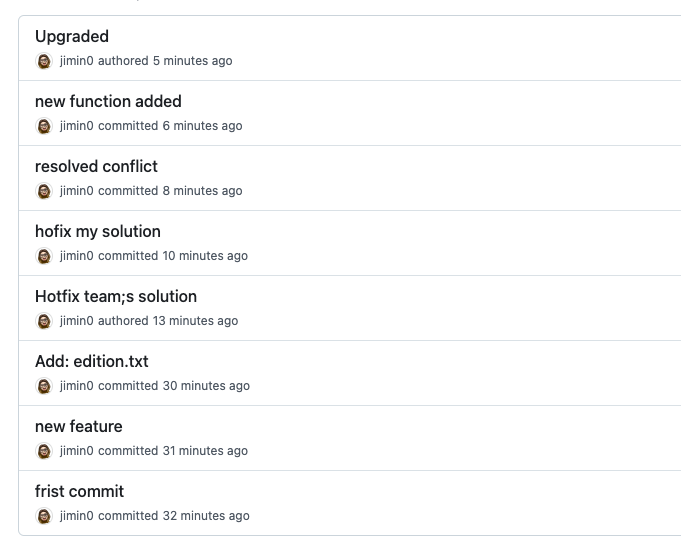 Upgraded
jimin0 authored 5 minutes ago
new function added
jimin0 committed 6 minutes ago
resolved conflict
jimin0 committed 8 minutes ago
hofix my solution
jimin0 committed 10 minutes ago
Hotfix team;s solution
jimin0 authored 13 minutes ago
Add: edition.txt
jimin0 committed 30 minutes ago
new feature
jimin0 committed 31 minutes ago
frist commit
jimin0 committed 32 minutes ago